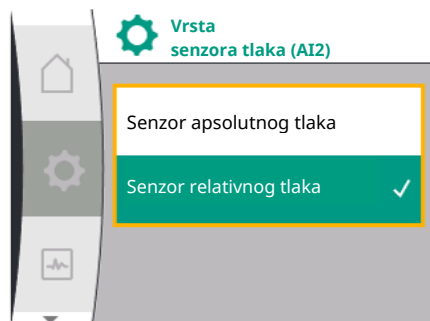 Vrsta
senzora tlaka (AI2)
Senzor apsolutnog tlaka
Senzor relativnog tlaka